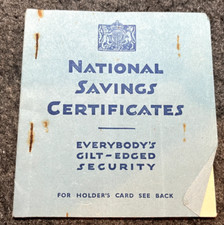 NATIONAL
SAVINGS
CERTIFICATES
EVERYBODY'S
GILT-EDGED
SECURITY
FOR HOLDER'S CARD SEE BACK